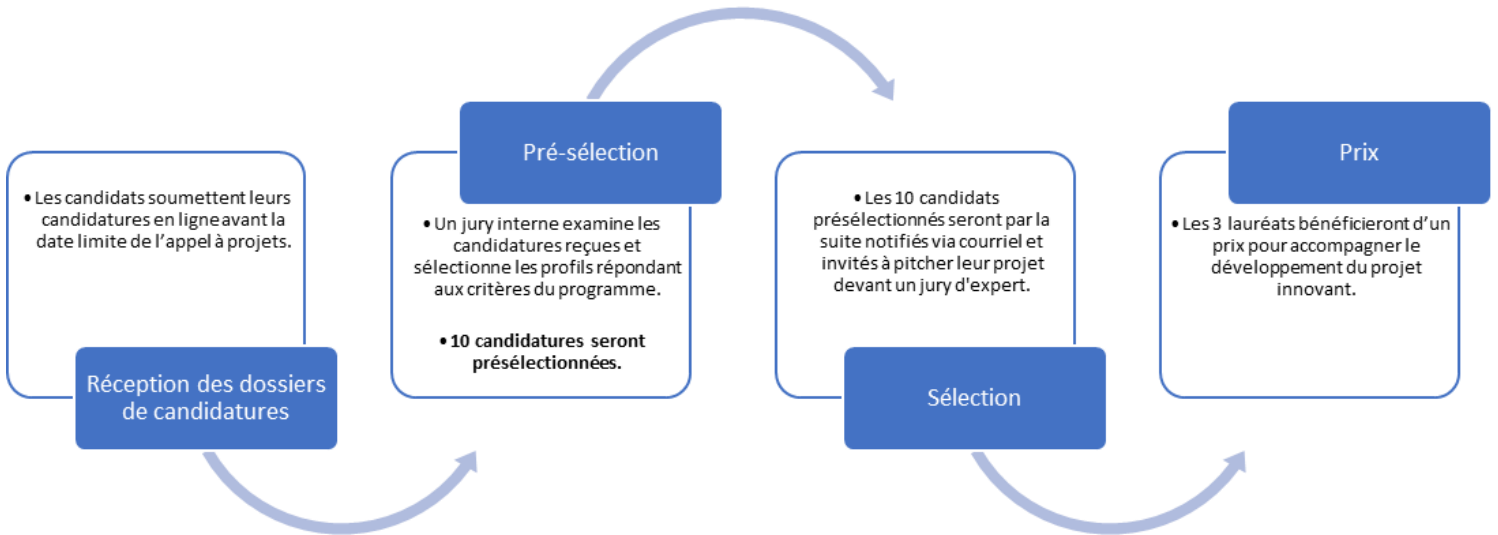 • Les candidats soumettent leurs
candidatures en ligneavant la
date limite de l’appel à projets.
Réception des dossiers
de candidatures
Pré-sélection
• Un jury interne examine les
candidatures reçues et
sélectionne les profils répondant
aux critères du programme.
• 10 candidatures seront
présélectionnées.
• Les 10 candidats
présélectionnés seront par la
suite notifiés via courriel et
invités à pitcher leur projet
devant un jury d'expert.
Sélection
Prix
• Les 3 lauréats bénéficieront d’un
prix pour accompagner le
développement du projet
innovant.